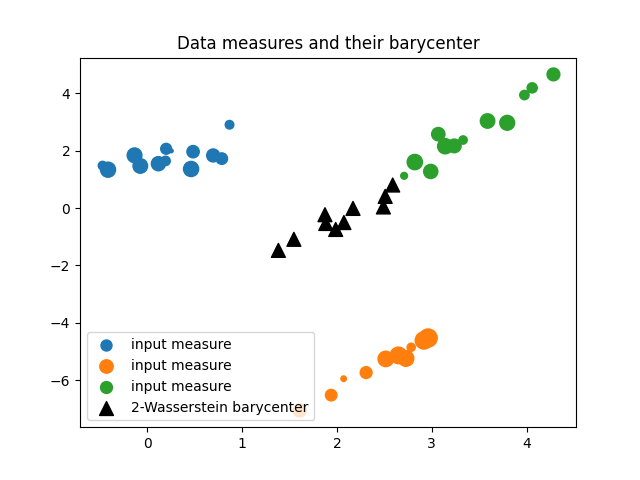 Data measures and their barycenter
4
2
0
−2
−4
−6
0
1
2
3
4
input measure
input measure
input measure
2-Wasserstein barycenter